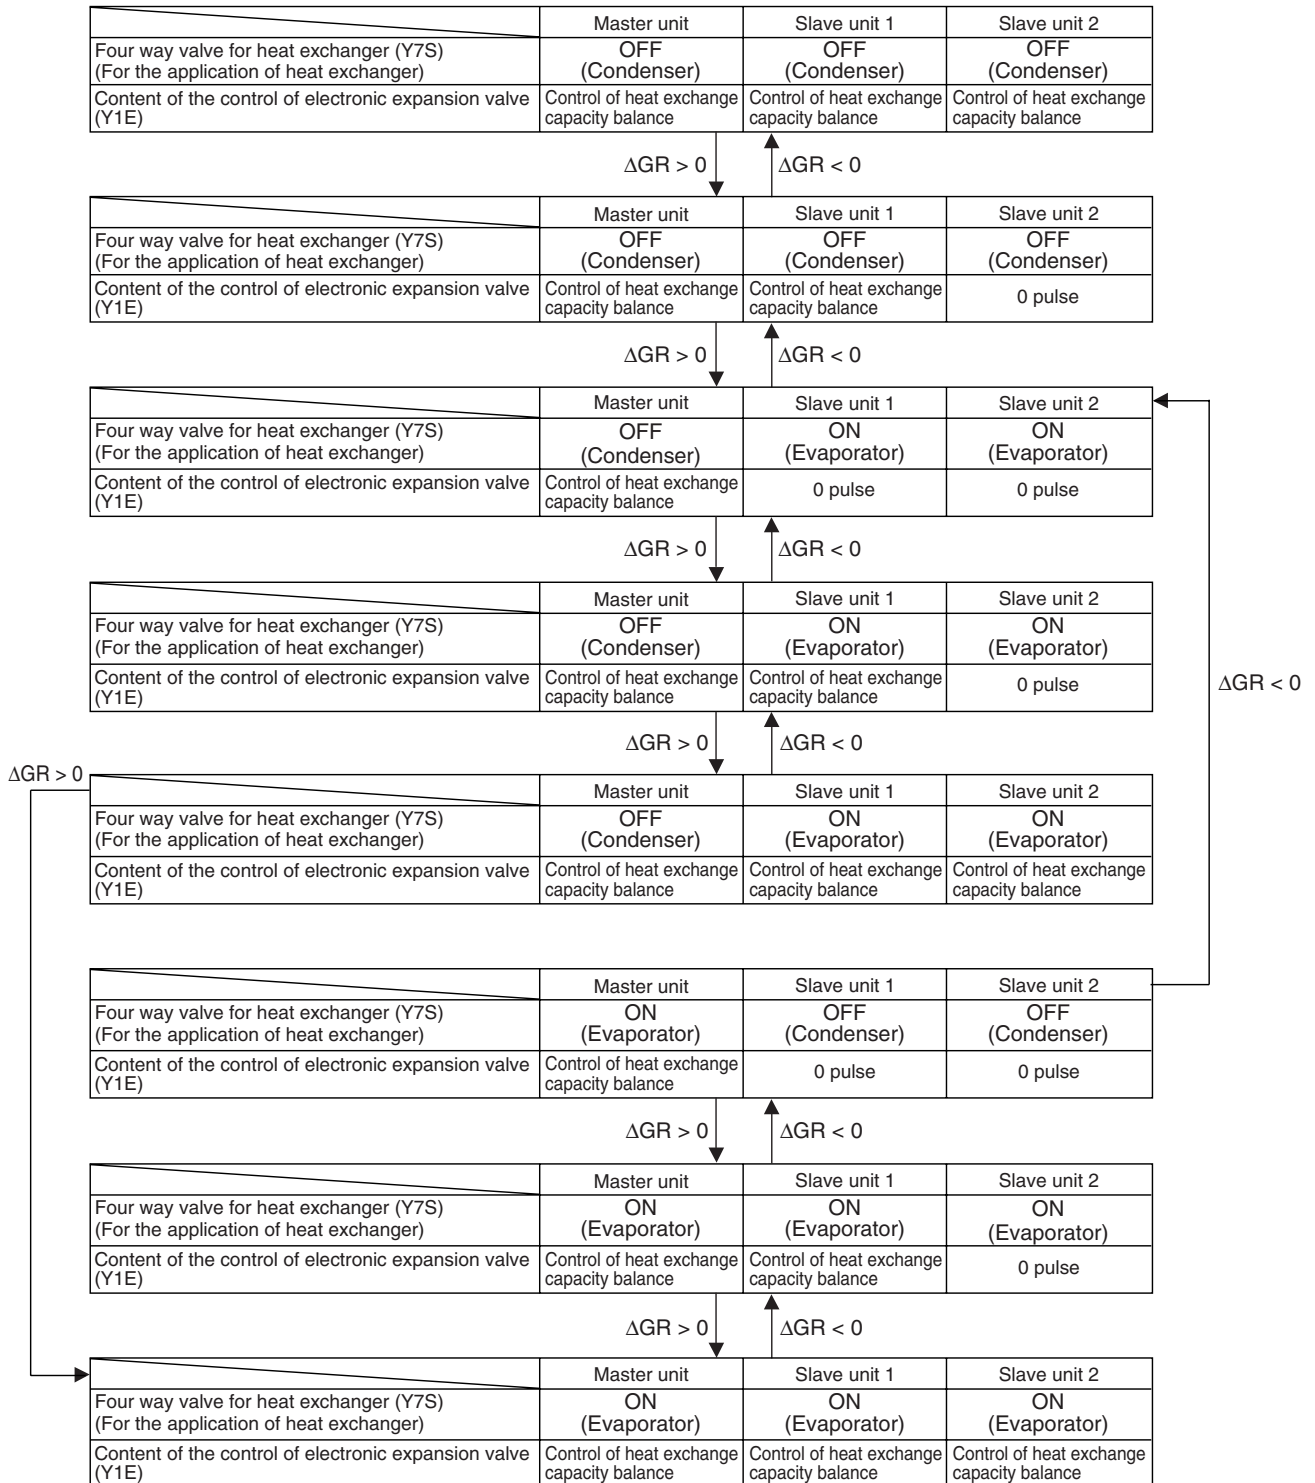 Master unit Slave unit 1 Slave unit 2
Four way valve for heat exchanger (Y7S) OFF OFF OFF
(For the application of heat exchanger) (Condenser) (Condenser) (Condenser)
Content of the control of electronic expansion valve Control of heat exchange Control of heat exchange Control of heat exchange
(Y1E) capacity balance capacity balance capacity balance
ΔGR > 0 ΔGR < 0
Master unit Slave unit 1 Slave unit 2
Four way valve for heat exchanger (Y7S) OFF OFF OFF
(For the application of heat exchanger) (Condenser) (Condenser) (Condenser)
Content of the control of electronic expansion valve Control of heat exchange Control of heat exchange 0 pulse
(Y1E) capacity balance capacity balance
ΔGR > 0 ΔGR < 0
Master unit Slave unit 1 Slave unit 2
Four way valve for heat exchanger (Y7S) OFF ON ON
(For the application of heat exchanger) (Condenser) (Evaporator) (Evaporator)
Content of the control of electronic expansion valve Control of heat exchange 0 pulse 0 pulse
(Y1E) capacity balance
ΔGR > 0 ΔGR < 0
Master unit Slave unit 1 Slave unit 2
Four way valve for heat exchanger (Y7S) OFF ON ON
(For the application of heat exchanger) (Condenser) (Evaporator) (Evaporator)
Content of the control of electronic expansion valve Control of heat exchange Control of heat exchange 0 pulse
(Y1E) capacity balance capacity balance
ΔGR < 0
ΔGR > 0 ΔGR < 0
ΔGR > 0
Master unit Slave unit 1 Slave unit 2
Four way valve for heat exchanger (Y7S) OFF ON ON
(For the application of heat exchanger) (Condenser) (Evaporator) (Evaporator)
Content of the control of electronic expansion valve Control of heat exchange Control of heat exchange Control of heat exchange
(Y1E) capacity balance capacity balance capacity balance
Master unit Slave unit 1 Slave unit 2
Four way valve for heat exchanger (Y7S) ON OFF OFF
(For the application of heat exchanger) (Evaporator) (Condenser) (Condenser)
Content of the control of electronic expansion valve Control of heat exchange 0 pulse 0 pulse
(Y1E) capacity balance
ΔGR > 0 ΔGR < 0
Master unit Slave unit 1 Slave unit 2
Four way valve for heat exchanger (Y7S) ON ON ON
(For the application of heat exchanger) (Evaporator) (Evaporator) (Evaporator)
Content of the control of electronic expansion valve Control of heat exchange Control of heat exchange 0 pulse
(Y1E) capacity balance capacity balance
ΔGR > 0 ΔGR < 0
Master unit Slave unit 1 Slave unit 2
Four way valve for heat exchanger (Y7S) ON ON ON
(For the application of heat exchanger) (Evaporator) (Evaporator) (Evaporator)
Content of the control of electronic expansion valve Control of heat exchange Control of heat exchange Control of heat exchange
(Y1E) capacity balance capacity balance capacity balance